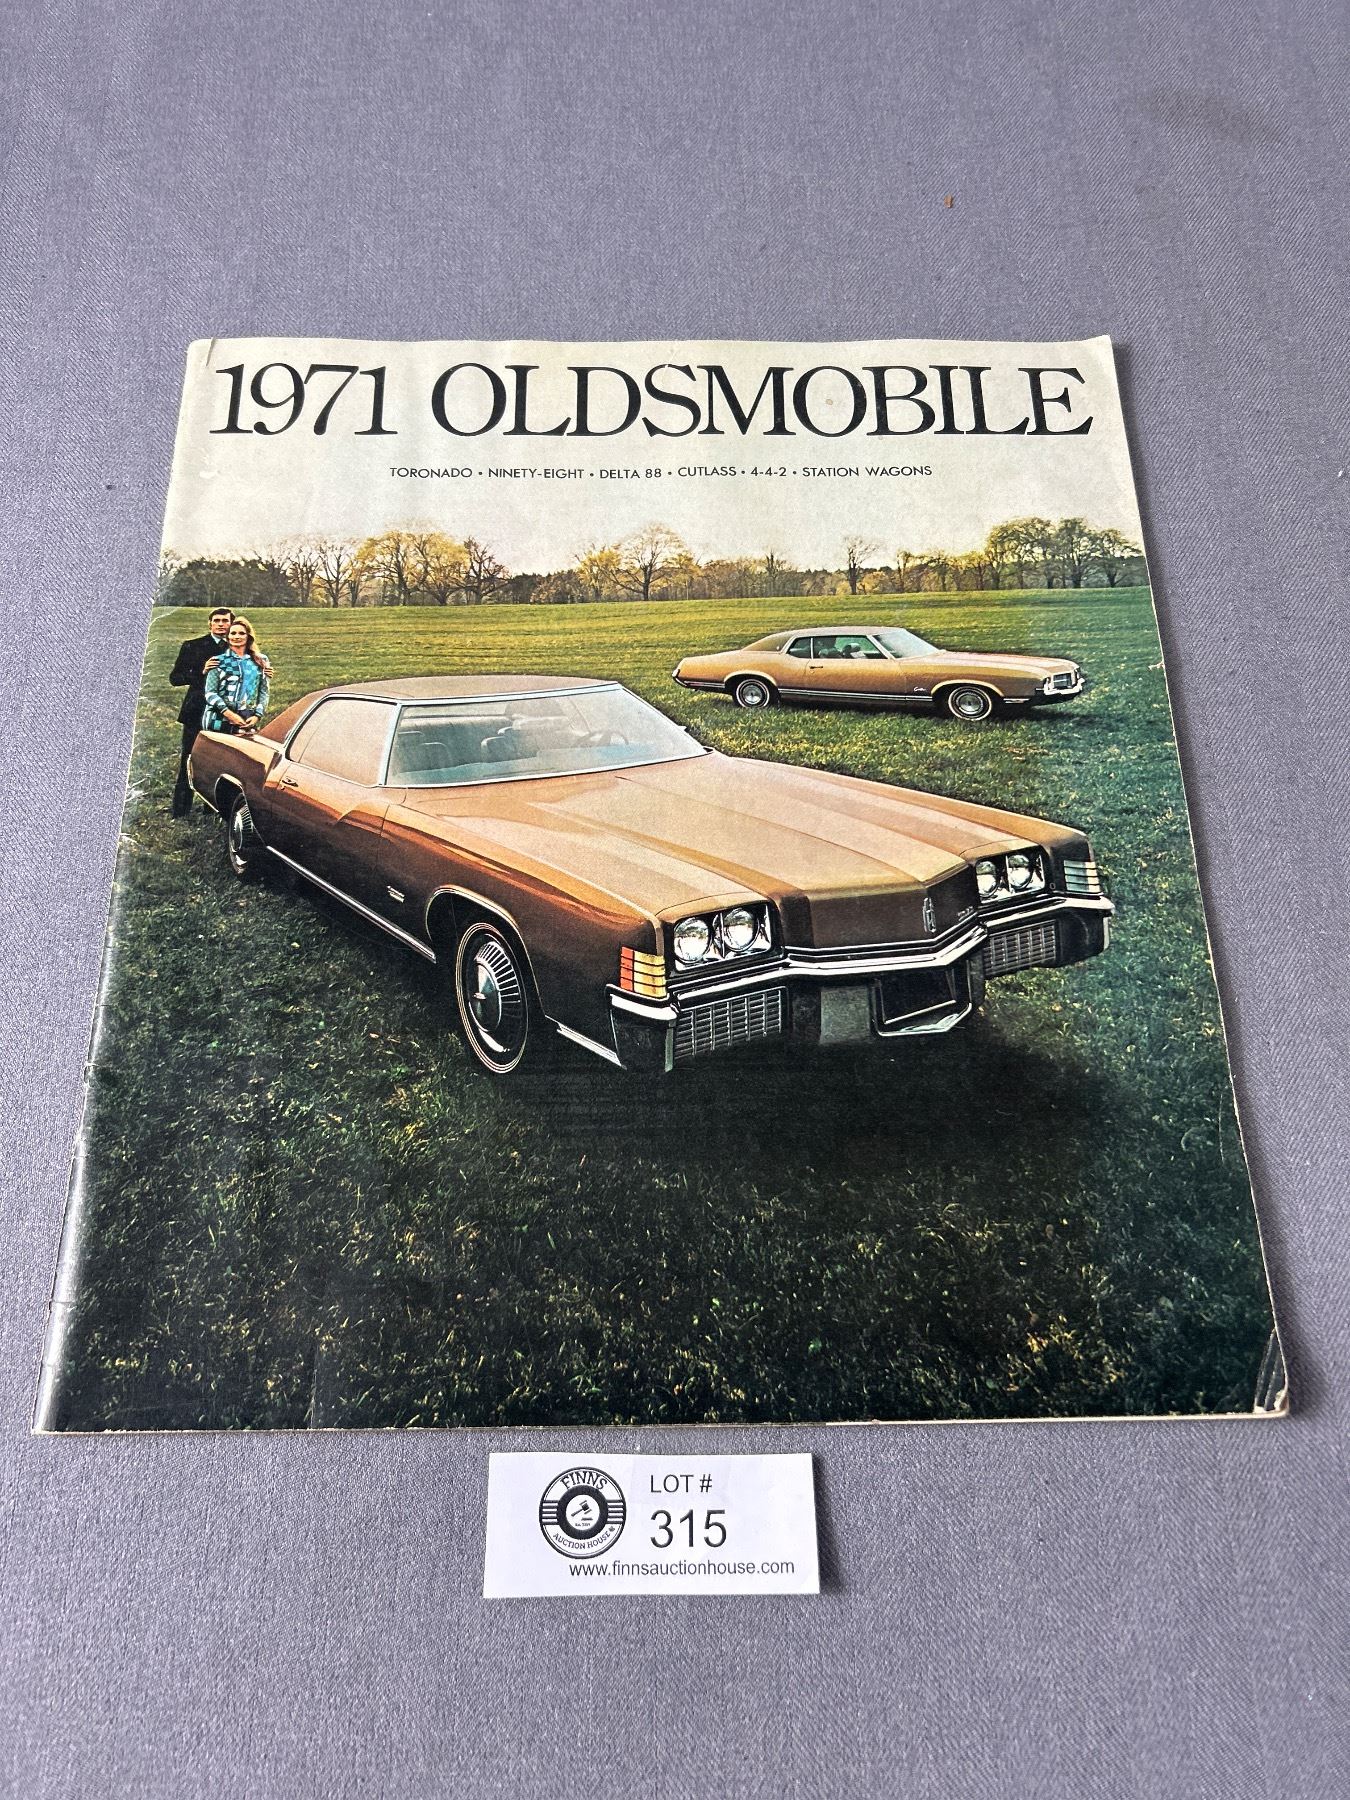 1971 OLDSMOBILE
TORONADO • NINETY-EIGHT • DELTA 88 • CUTLASS • 4-4-2 • STATION WAGONS
FINNS
AUCTION HOUSE
LOT #
315
www.finnsauctionhouse.com